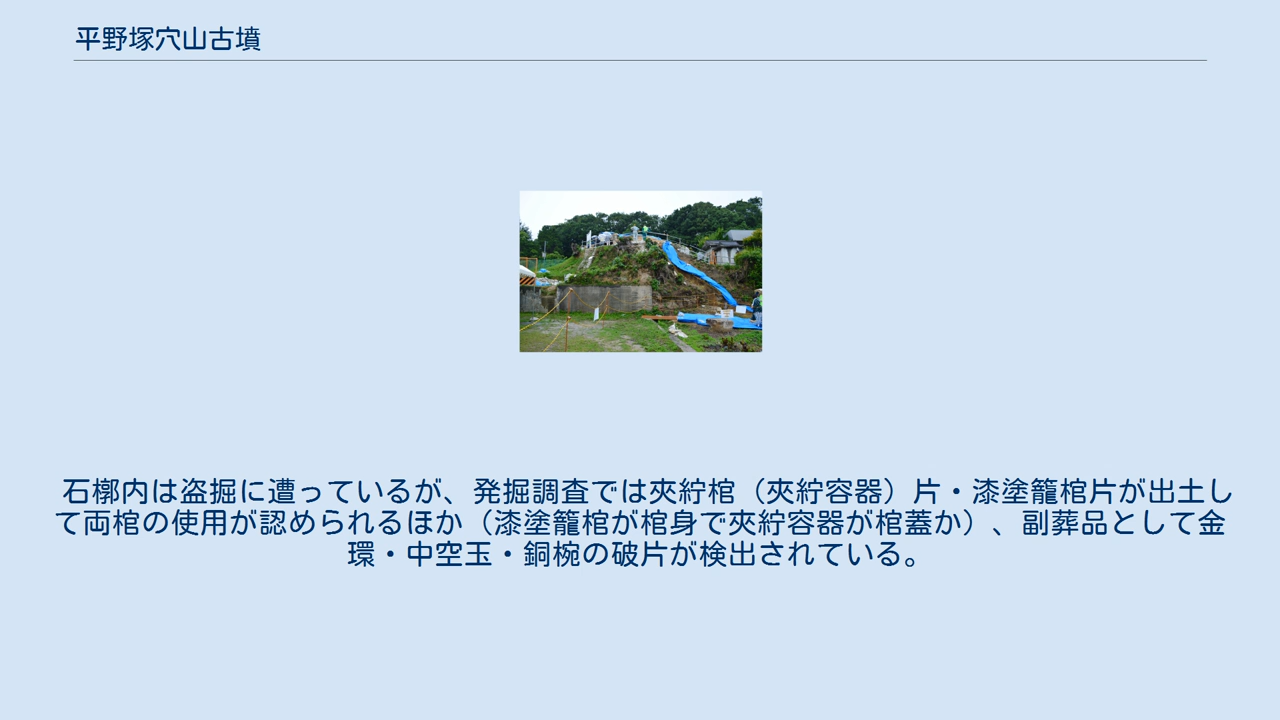 平野塚穴山古墳
石槨内は盗掘に遭っているが、発掘調査では夾紵棺（夾紵容器）片・漆塗籠棺片が出土し
て両棺の使用が認められるほか（漆塗籠棺が棺身で夾紵容器が棺蓋か）、副葬品として金
環・中空玉・銅椀の破片が検出されている。